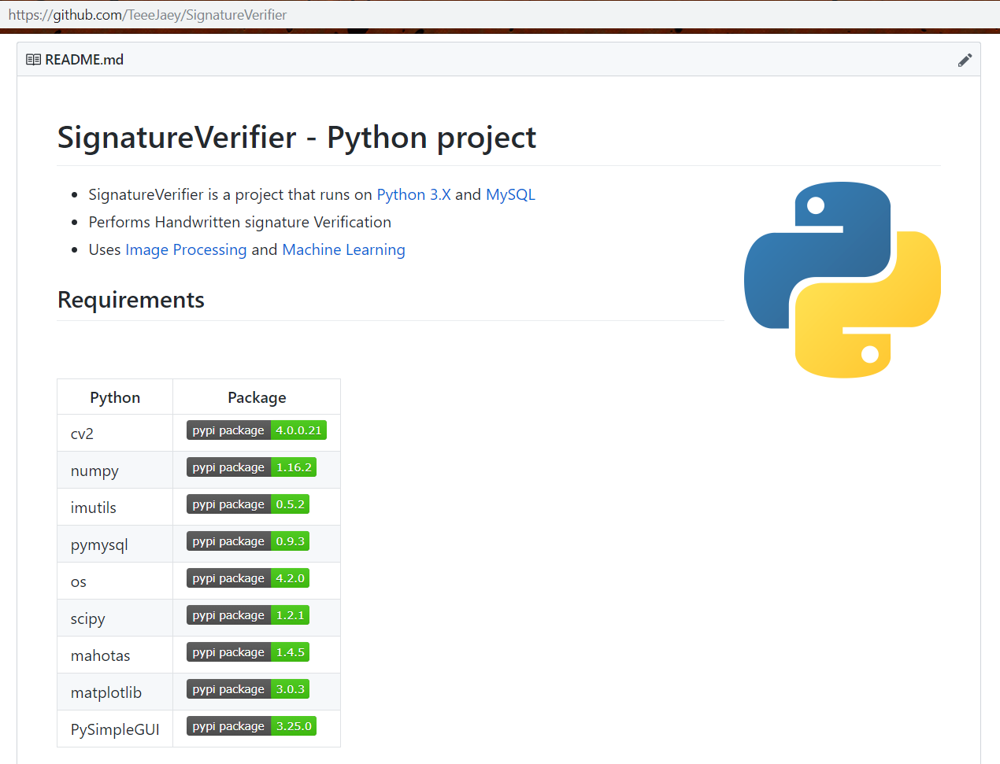 https://github.com/TeeeJaey/SignatureVerifier
README.md
SignatureVerifier - Python project
SignatureVerifier is a project that runs on Python 3.X and MySQL
Performs Handwritten signature Verification
Uses Image Processing and Machine Learning
Requirements
Python Package
cv2 pypi package 4.0.0.21
numpy pypi package 1.16.2
imutils pypi package 0.5.2
pymysql pypi package 0.9.3
os pypi package 4.2.0
scipy pypi package 1.2.1
mahotas pypi package 1.4.5
matplotlib pypi package 3.0.3
PySimpleGUI pypi package 3.25.0